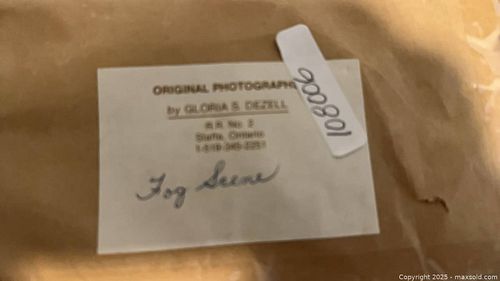 ORIGINAL PHOTOGRAPH
by GLORIA S. DEZELL
R.R. No. 2
Staffa, Ontario
Fog Scene
108006
Copyright © 2025 - maxsold.com